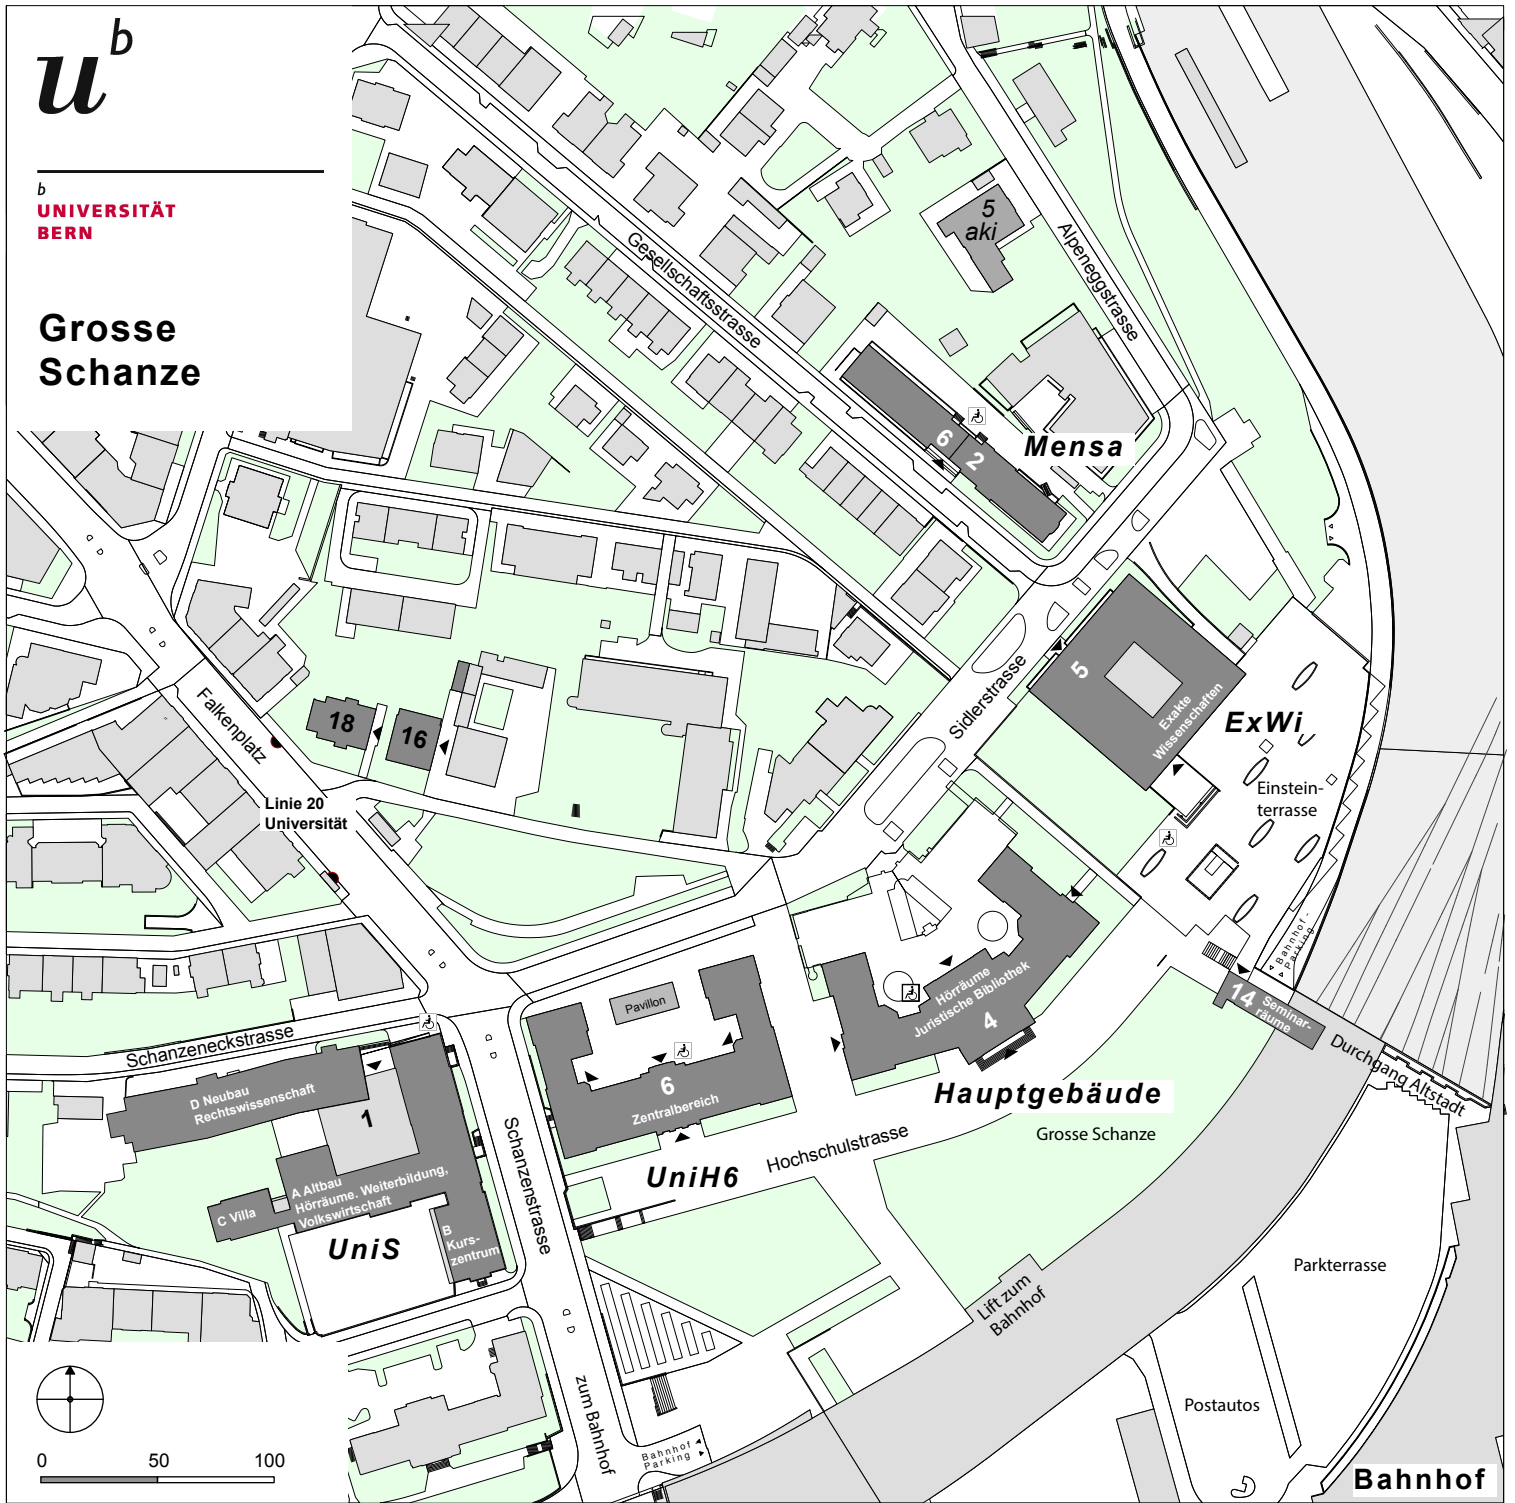 u
b
b
UNIVERSITÄT
BERN
Grosse
Schanze
5
aki
Gesellschaftsstrasse
Alpeneggstrasse
6
2
Mensa
Sidlerstrasse
5
Exakte
Wissenschaften
ExWi
Einstein-
terrasse
Falkenplatz
18
16
Linie 20
Universität
Bahnhof-
Parking
Pavillon
Hörräume
Juristische Bibliothek
4
14
Seminar-
räume
Durchgang Altstadt
Schanzeneckstrasse
D Neubau
Rechtswissenschaft
1
6
Zentralbereich
Hauptgebäude
Grosse Schanze
Hochschulstrasse
UniH6
Schanzenstrasse
A Altbau
Hörräume. Weiterbildung,
Volkswirtschaft
C Villa
B
Kurs-
zentrum
UniS
Lift zum
Bahnhof
Parkterrasse
zum Bahnhof
Postautos
Bahnhof
Parking
0 50 100
Bahnhof